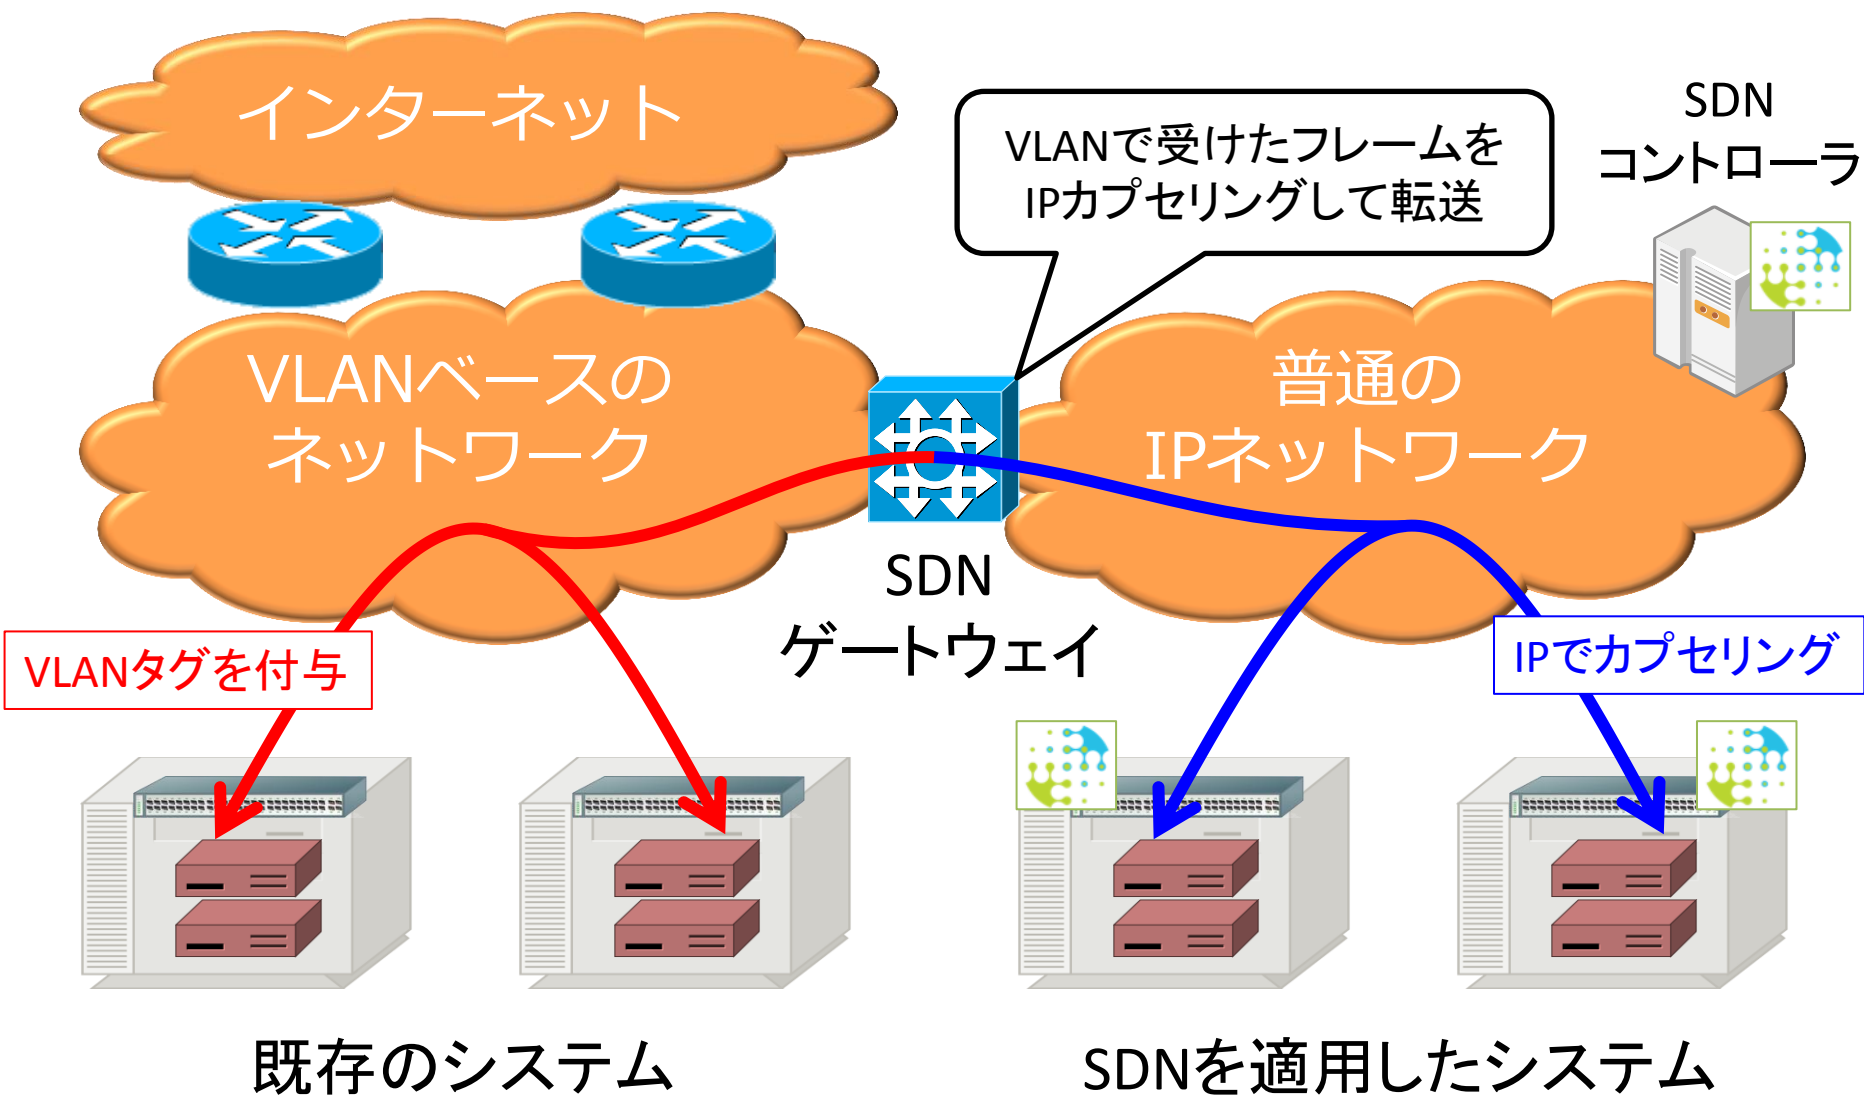 インターネット
VLANで受けたフレームを
IPカプセリングして転送
SDN
コントローラ
VLANベースの
ネットワーク
普通の
IPネットワーク
SDN
ゲートウェイ
VLANタグを付与
IPでカプセリング
既存のシステム
SDNを適用したシステム